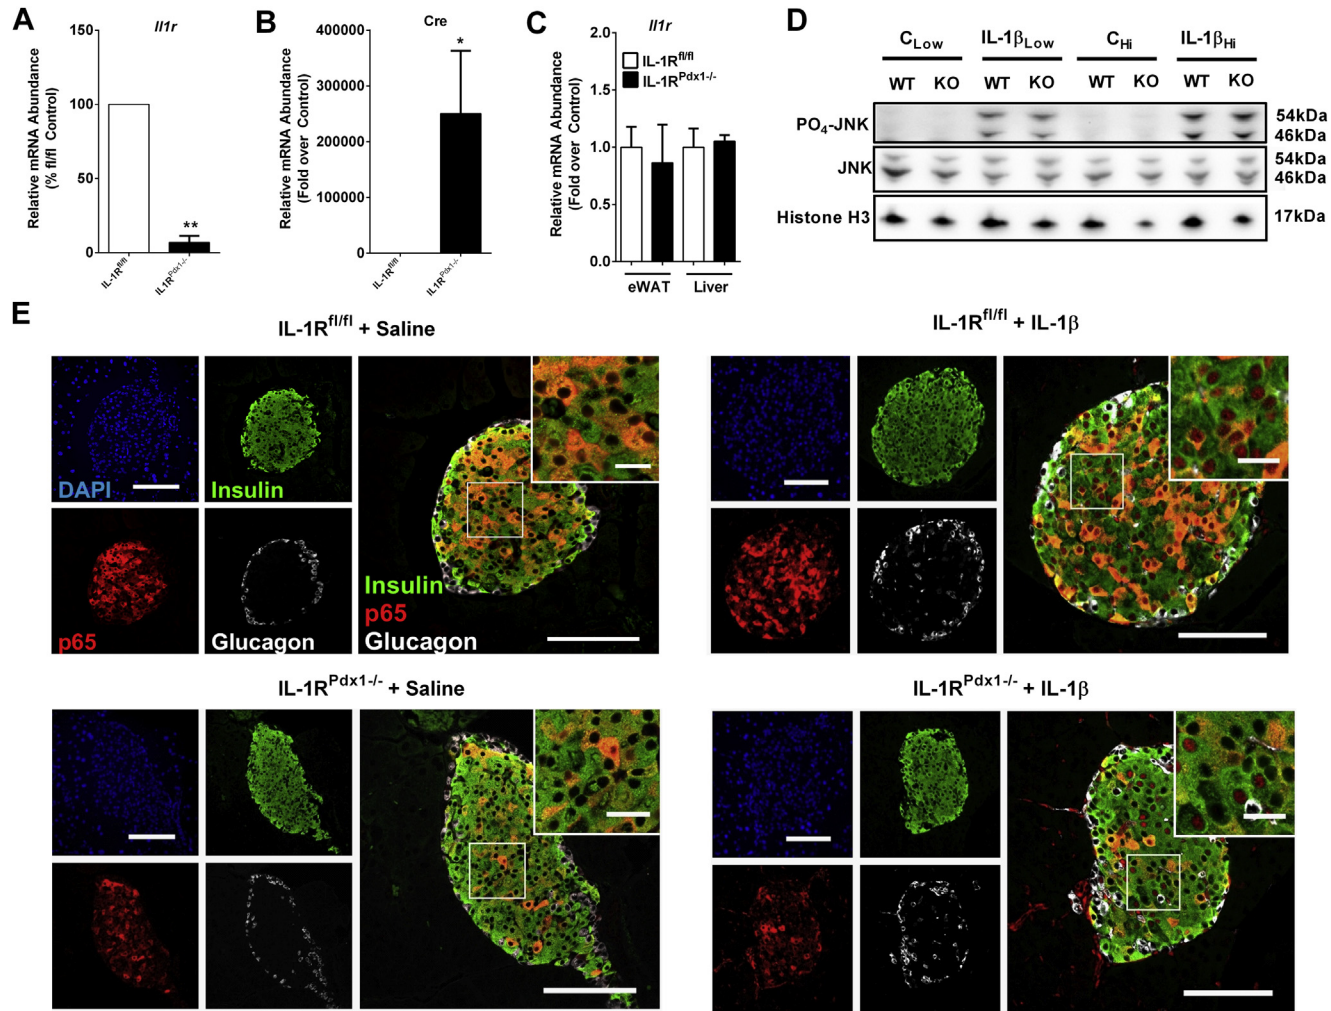 A
Il1r
Relative mRNA Abundance
(% fl/fl Control)
150
100
50
0
**
IL-1R^fl/fl
IL1R^Pdx1-/-
B
Cre
Relative mRNA Abundance
(Fold over Control)
400000
300000
200000
100000
0
*
IL-1R^fl/fl
IL1R^Pdx1-/-
C
Il1r
Relative mRNA Abundance
(Fold over Control)
2.0
1.5
1.0
0.5
0.0
IL-1R^fl/fl
IL-1R^Pdx1-/-
eWAT Liver
D
C_Low IL-1β_Low C_Hi IL-1β_Hi
WT KO WT KO WT KO WT KO
PO₄-JNK 54kDa
46kDa
JNK 54kDa
46kDa
Histone H3 17kDa
E
IL-1R^fl/fl + Saline
DAPI
Insulin
p65
Glucagon
Insulin
p65
Glucagon
IL-1R^fl/fl + IL-1β
IL-1R^Pdx1-/- + Saline
IL-1R^Pdx1-/- + IL-1β